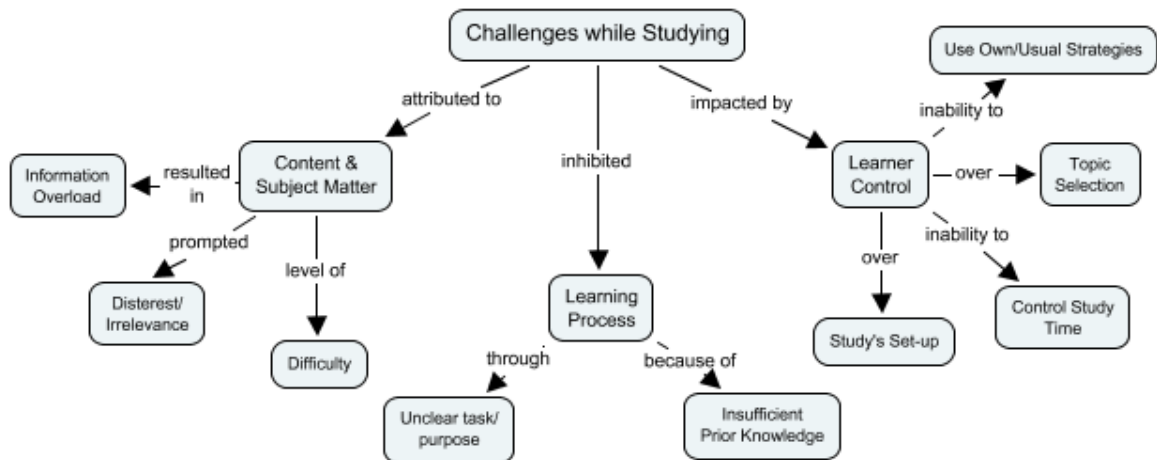 Challenges while Studying
Use Own/Usual Strategies
attributed to
impacted by
inability to
inhibited
Content &
Subject Matter
Information
Overload
resulted
in
Learner
Control
over
Topic
Selection
prompted
level of
over
inability to
Disterest/
Irrelevance
Learning
Process
Control Study
Time
Difficulty
Study's Set-up
through
because of
Unclear task/
purpose
Insufficient
Prior Knowledge